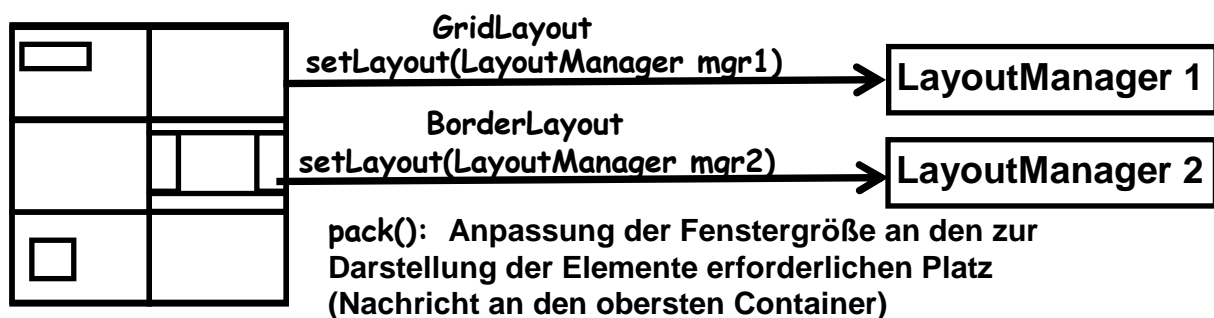 GridLayout
setLayout(LayoutManager mgr1)
LayoutManager 1
BorderLayout
setLayout(LayoutManager mgr2)
LayoutManager 2
pack(): Anpassung der Fenstergröße an den zur
Darstellung der Elemente erforderlichen Platz
(Nachricht an den obersten Container)